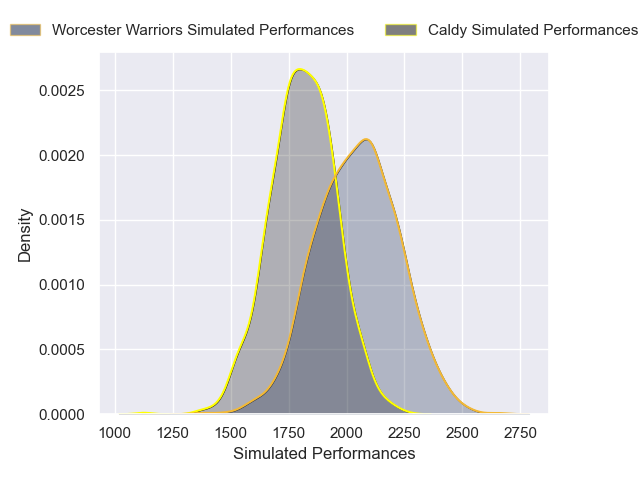 Worcester Warriors Simulated Performances
Caldy Simulated Performances
0.0025
0.0020
0.0015
0.0010
0.0005
0.0000
Density
1000 1250 1500 1750 2000 2250 2500 2750
Simulated Performances